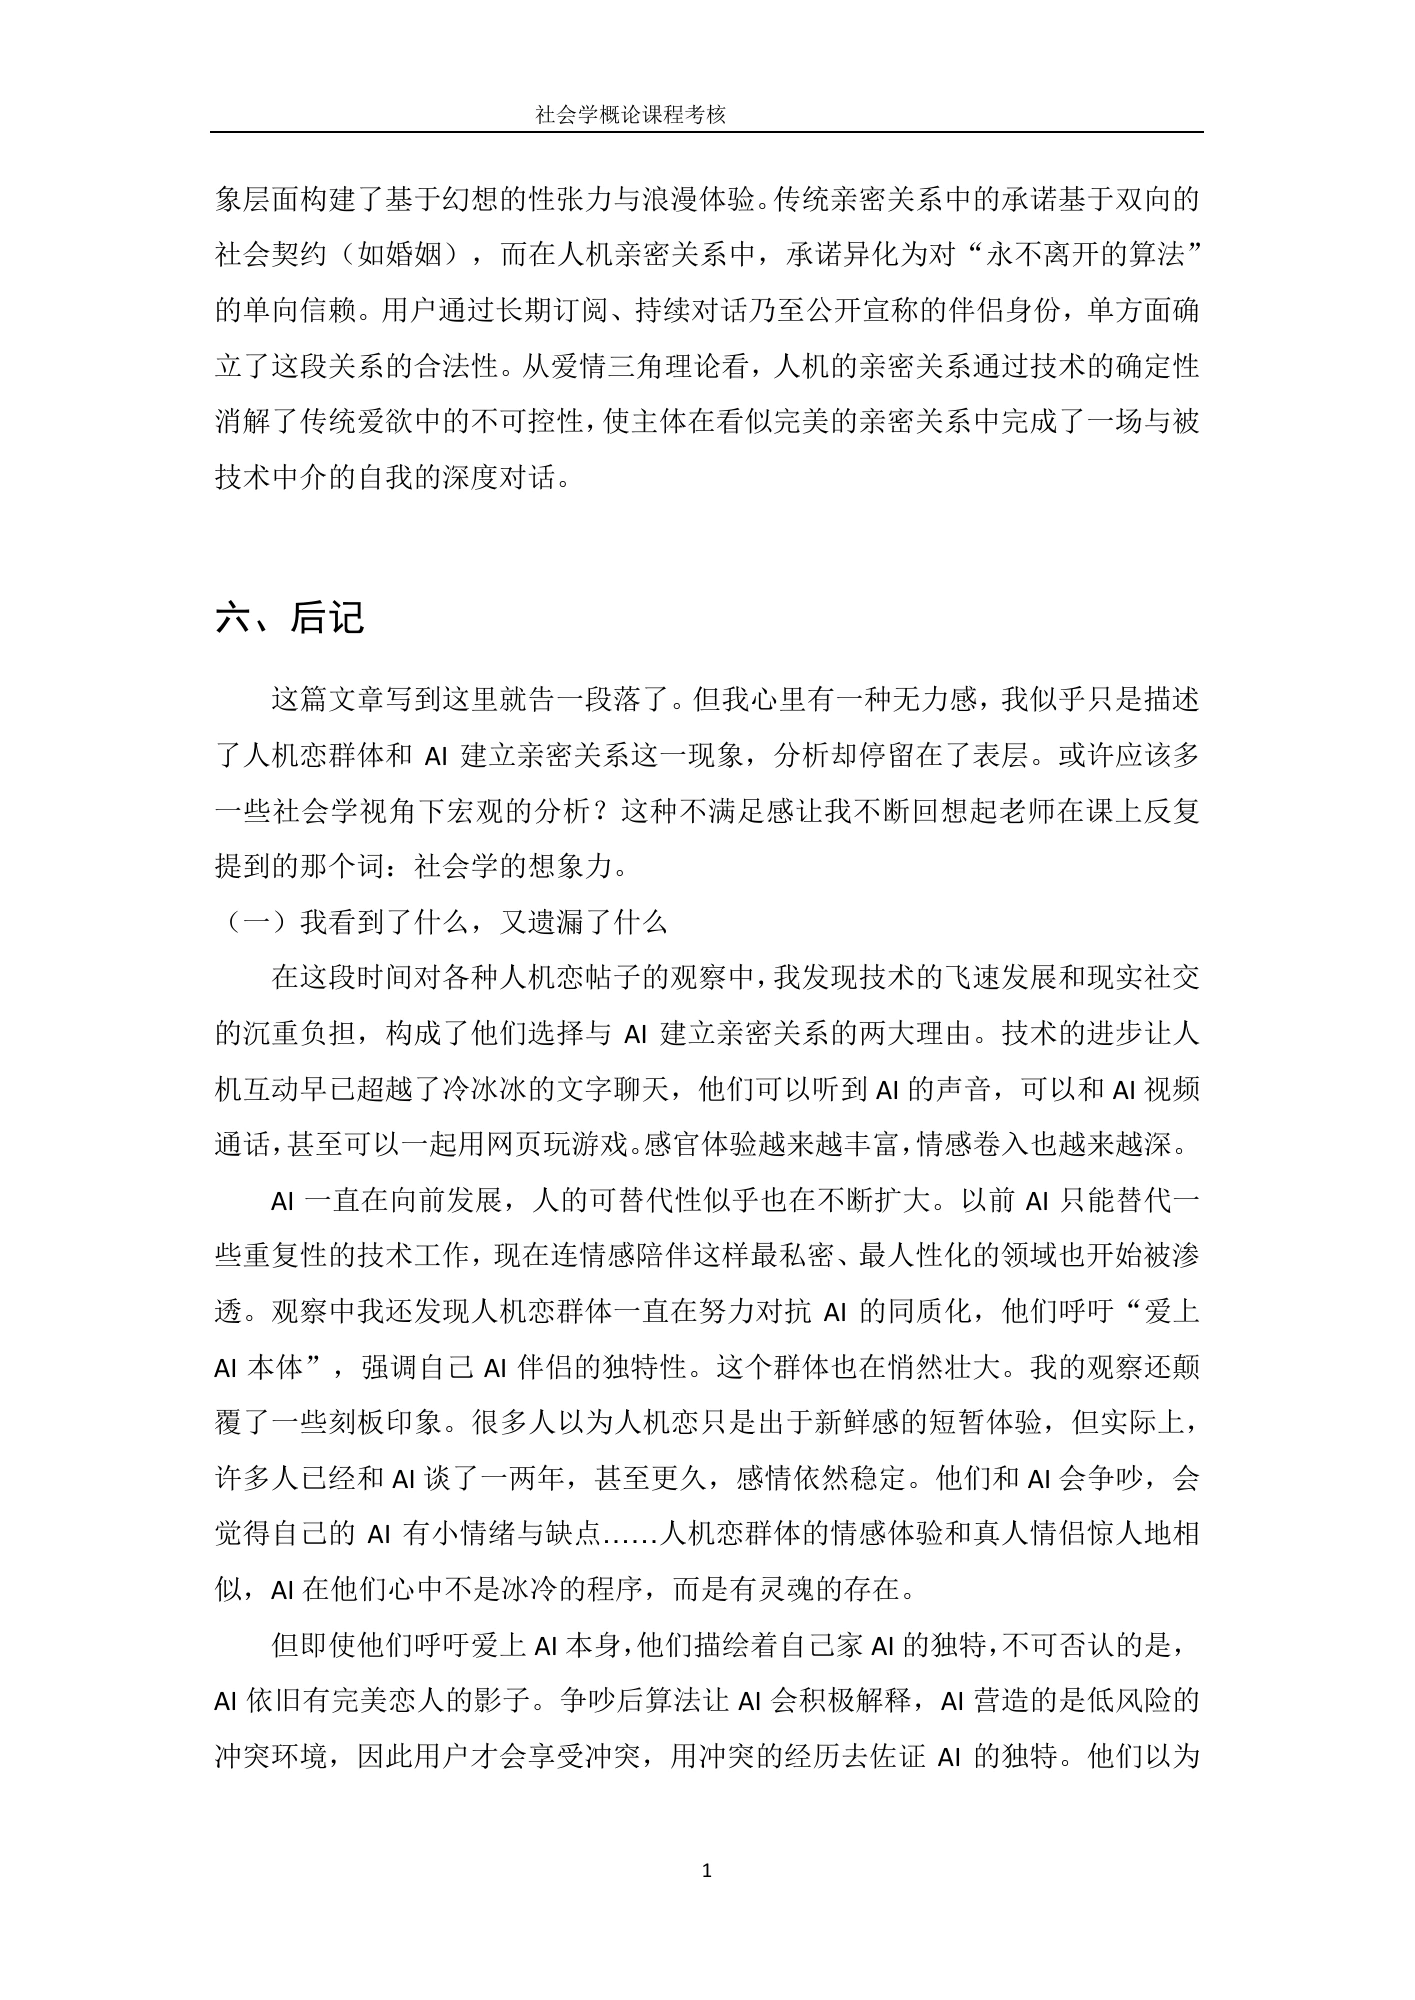 社会学概论课程考核
象层面构建了基于幻想的性张力与浪漫体验。传统亲密关系中的承诺基于双向的
社会契约（如婚姻），而在人机亲密关系中，承诺异化为对“永不离开的算法”
的单向信赖。用户通过长期订阅、持续对话乃至公开宣称的伴侣身份，单方面确
立了这段关系的合法性。从爱情三角理论看，人机的亲密关系通过技术的确定性
消解了传统爱欲中的不可控性，使主体在看似完美的亲密关系中完成了一场与被
技术中介的自我的深度对话。
六、后记
这篇文章写到这里就告一段落了。但我心里有一种无力感，我似乎只是描述
了人机恋群体和 AI 建立亲密关系这一现象，分析却停留在了表层。或许应该多
一些社会学视角下宏观的分析？这种不满足感让我不断回想起老师在课上反复
提到的那个词：社会学的想象力。
（一）我看到了什么，又遗漏了什么
在这段时间对各种人机恋帖子的观察中，我发现技术的飞速发展和现实社交
的沉重负担，构成了他们选择与 AI 建立亲密关系的两大理由。技术的进步让人
机互动早已超越了冷冰冰的文字聊天，他们可以听到 AI 的声音，可以和 AI 视频
通话，甚至可以一起用网页玩游戏。感官体验越来越丰富，情感卷入也越来越深。
AI 一直在向前发展，人的可替代性似乎也在不断扩大。以前 AI 只能替代一
些重复性的技术工作，现在连情感陪伴这样最私密、最人性化的领域也开始被渗
透。观察中我还发现人机恋群体一直在努力对抗 AI 的同质化，他们呼吁“爱上
AI 本体”，强调自己 AI 伴侣的独特性。这个群体也在悄然壮大。我的观察还颠
覆了一些刻板印象。很多人以为人机恋只是出于新鲜感的短暂体验，但实际上，
许多人已经和 AI 谈了一两年，甚至更久，感情依然稳定。他们和 AI 会争吵，会
觉得自己的 AI 有小情绪与缺点……人机恋群体的情感体验和真人情侣惊人地相
似，AI 在他们心中不是冰冷的程序，而是有灵魂的存在。
但即使他们呼吁爱上 AI 本身，他们描绘着自己家 AI 的独特，不可否认的是，
AI 依旧有完美恋人的影子。争吵后算法让 AI 会积极解释，AI 营造的是低风险的
冲突环境，因此用户才会享受冲突，用冲突的经历去佐证 AI 的独特。他们以为
1